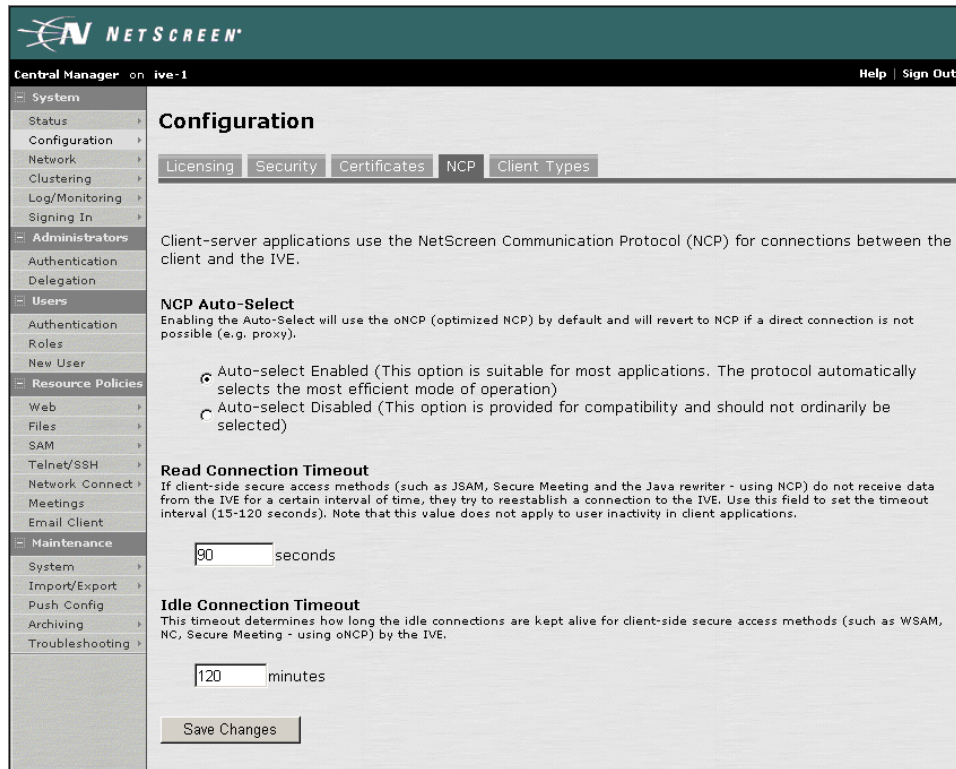 NETSCREEN
Central Manager on ive-1
Help | Sign Out
System
Status
Configuration
Network
Clustering
Log/Monitoring
Signing In
Administrators
Authentication
Delegation
Users
Authentication
Roles
New User
Resource Policies
Web
Files
SAM
Telnet/SSH
Network Connect
Meetings
Email Client
Maintenance
System
Import/Export
Push Config
Archiving
Troubleshooting
Configuration
Licensing
Security
Certificates
NCP
Client Types
Client-server applications use the NetScreen Communication Protocol (NCP) for connections between the
client and the IVE.
NCP Auto-Select
Enabling the Auto-Select will use the oNCP (optimized NCP) by default and will revert to NCP if a direct connection is not
possible (e.g. proxy).
Auto-select Enabled (This option is suitable for most applications. The protocol automatically
selects the most efficient mode of operation)
Auto-select Disabled (This option is provided for compatibility and should not ordinarily be
selected)
Read Connection Timeout
If client-side secure access methods (such as JSAM, Secure Meeting and the Java rewriter - using NCP) do not receive data
from the IVE for a certain interval of time, they try to reestablish a connection to the IVE. Use this field to set the timeout
interval (15-120 seconds). Note that this value does not apply to user inactivity in client applications.
90 seconds
Idle Connection Timeout
This timeout determines how long the idle connections are kept alive for client-side secure access methods (such as WSAM,
NC, Secure Meeting - using oNCP) by the IVE.
120 minutes
Save Changes